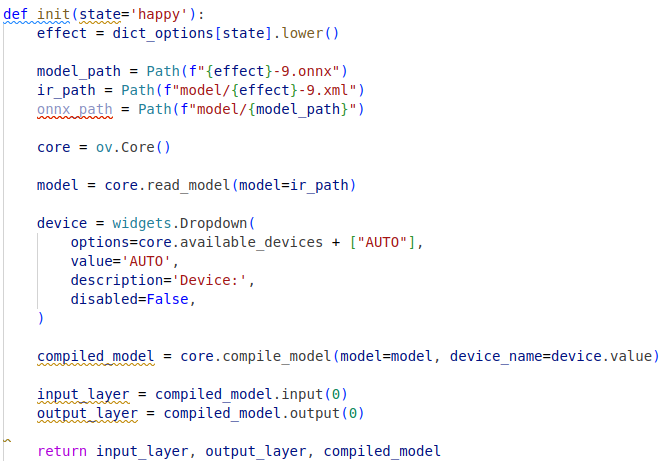 def init(state='happy'):
    effect = dict_options[state].lower()
    model_path = Path(f"{effect}-9.onnx")
    ir_path = Path(f"model/{effect}-9.xml")
    onnx_path = Path(f"model/{model_path}")
    core = ov.Core()
    model = core.read_model(model=ir_path)
    device = widgets.Dropdown(
        options=core.available_devices + ["AUTO"],
        value='AUTO',
        description='Device:',
        disabled=False,
    )
    compiled_model = core.compile_model(model=model, device_name=device.value)
    input_layer = compiled_model.input(0)
    output_layer = compiled_model.output(0)
    return input_layer, output_layer, compiled_model